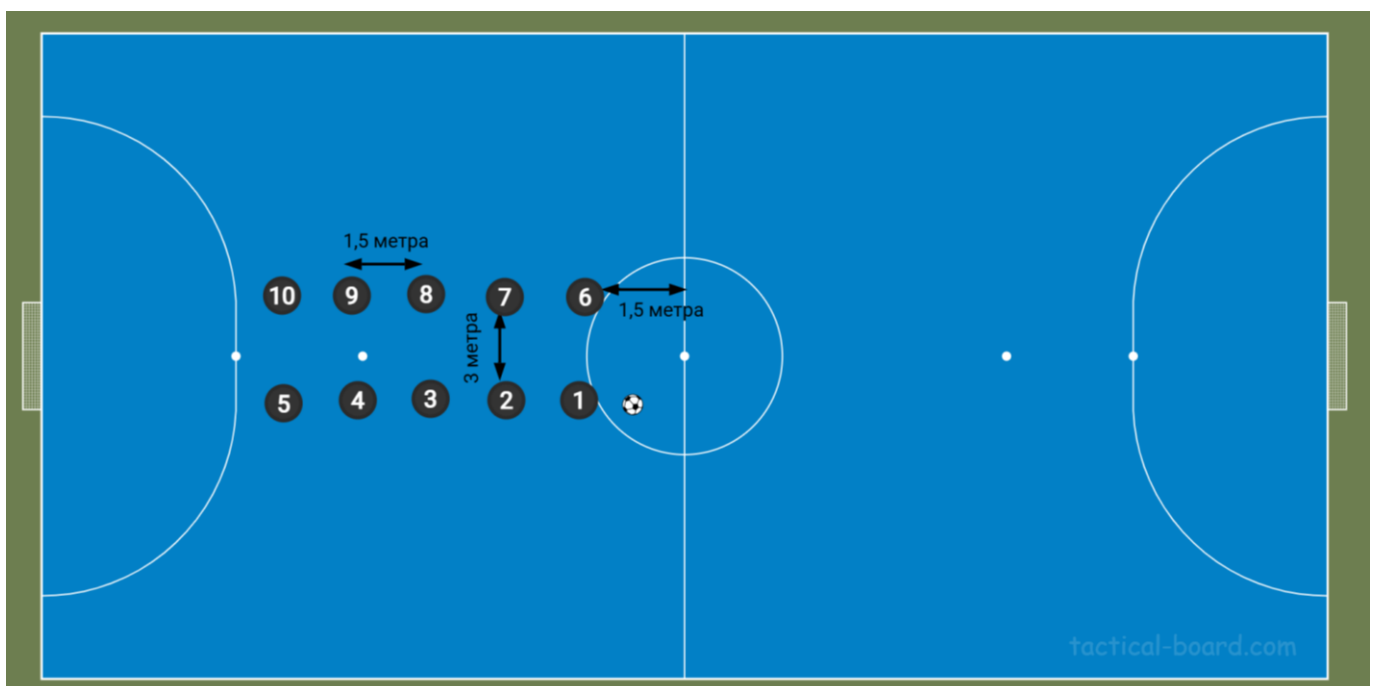 1,5 метра
10 9 8 7 6
1,5 метра
3 метра
5 4 3 2 1
tactical-board.com